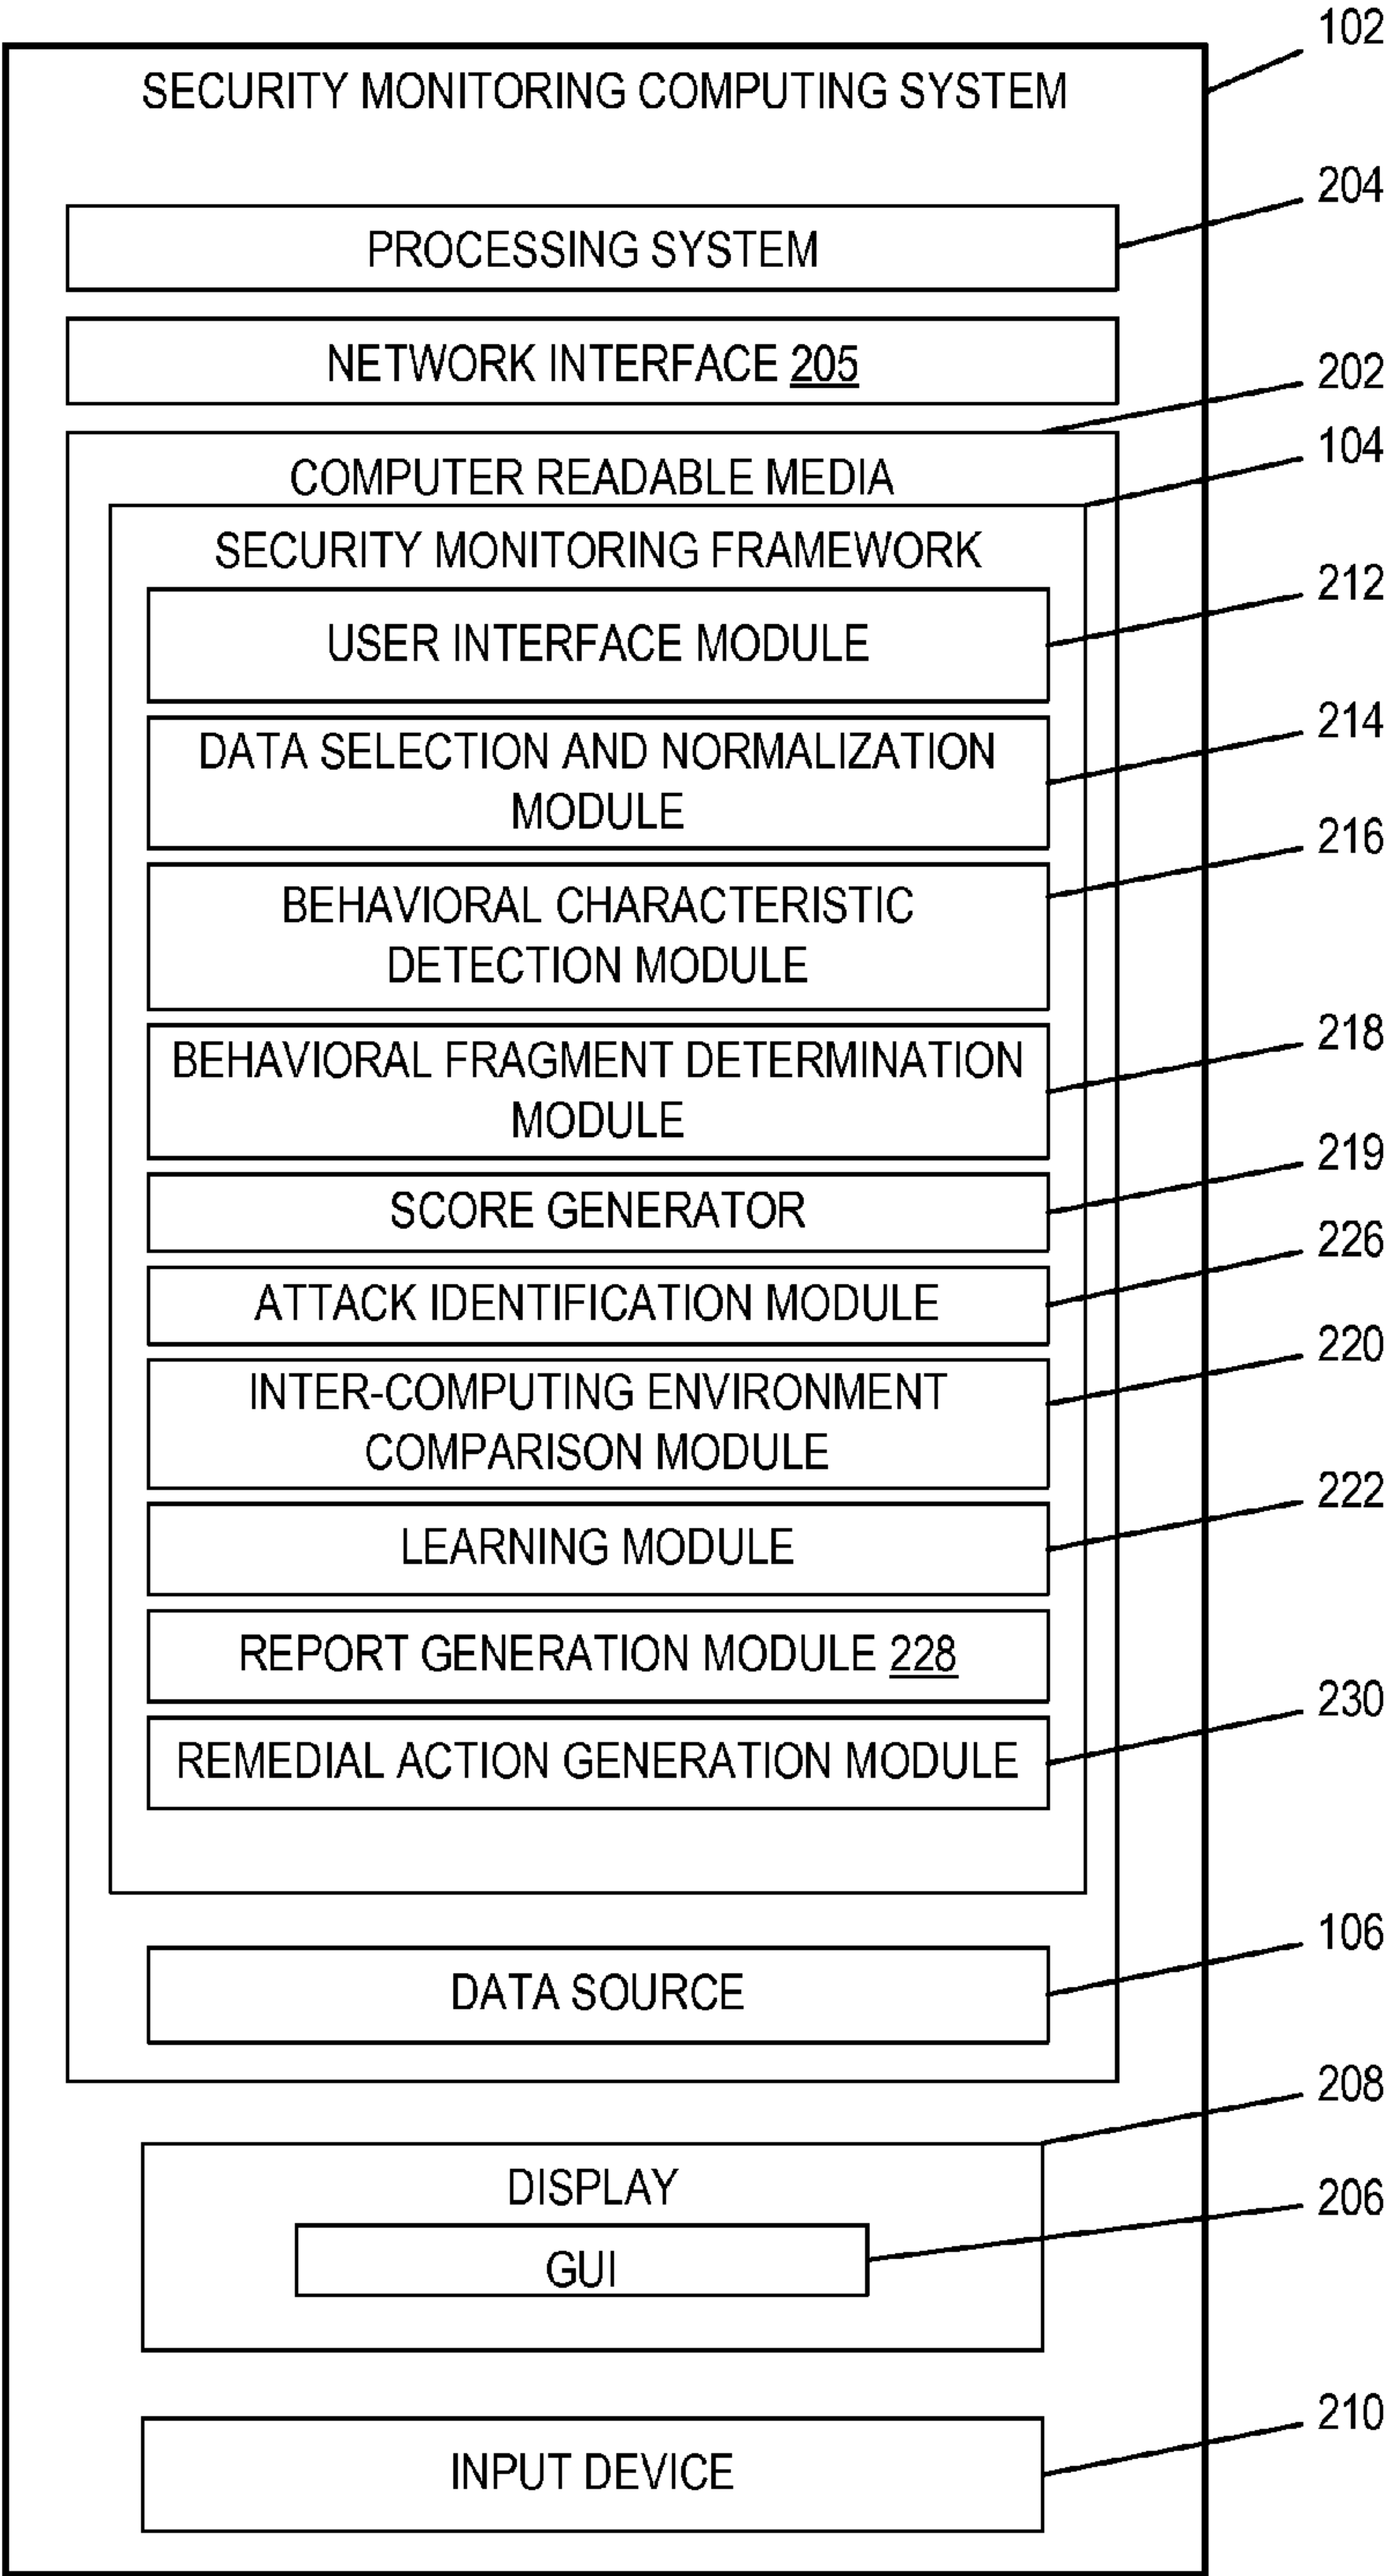 102
SECURITY MONITORING COMPUTING SYSTEM
204
PROCESSING SYSTEM
NETWORK INTERFACE 205
202
COMPUTER READABLE MEDIA
104
SECURITY MONITORING FRAMEWORK
212
USER INTERFACE MODULE
214
DATA SELECTION AND NORMALIZATION
MODULE
216
BEHAVIORAL CHARACTERISTIC
DETECTION MODULE
218
BEHAVIORAL FRAGMENT DETERMINATION
MODULE
219
SCORE GENERATOR
226
ATTACK IDENTIFICATION MODULE
220
INTER-COMPUTING ENVIRONMENT
COMPARISON MODULE
222
LEARNING MODULE
REPORT GENERATION MODULE 228
230
REMEDIAL ACTION GENERATION MODULE
106
DATA SOURCE
208
DISPLAY
206
GUI
210
INPUT DEVICE